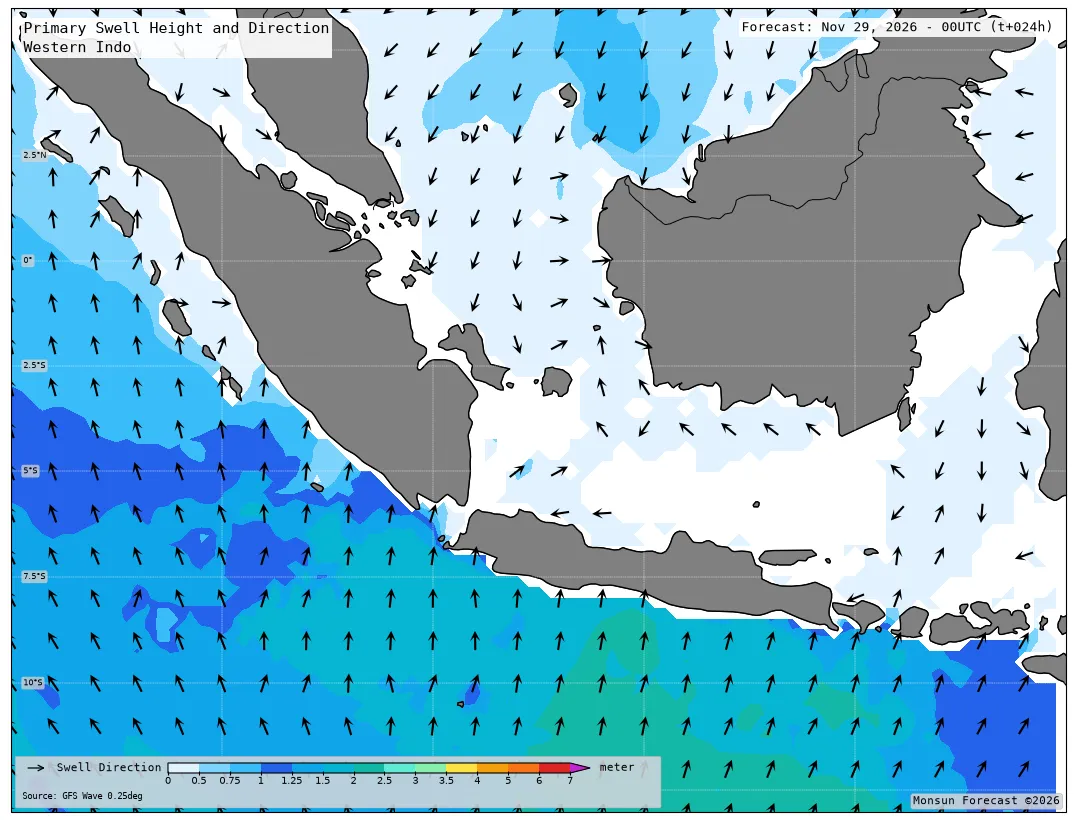 Primary Swell Height and Direction
Western Indo
Forecast: Nov 29, 2026 - 00UTC (t+024h)
2.5°N
0°
2.5°S
5°S
7.5°S
10°S
Swell Direction
0 0.5 0.75 1 1.25 1.5 2 2.5 3 3.5 4 5 6 7
meter
Source: GFS Wave 0.25deg
Monsun Forecast ©2026